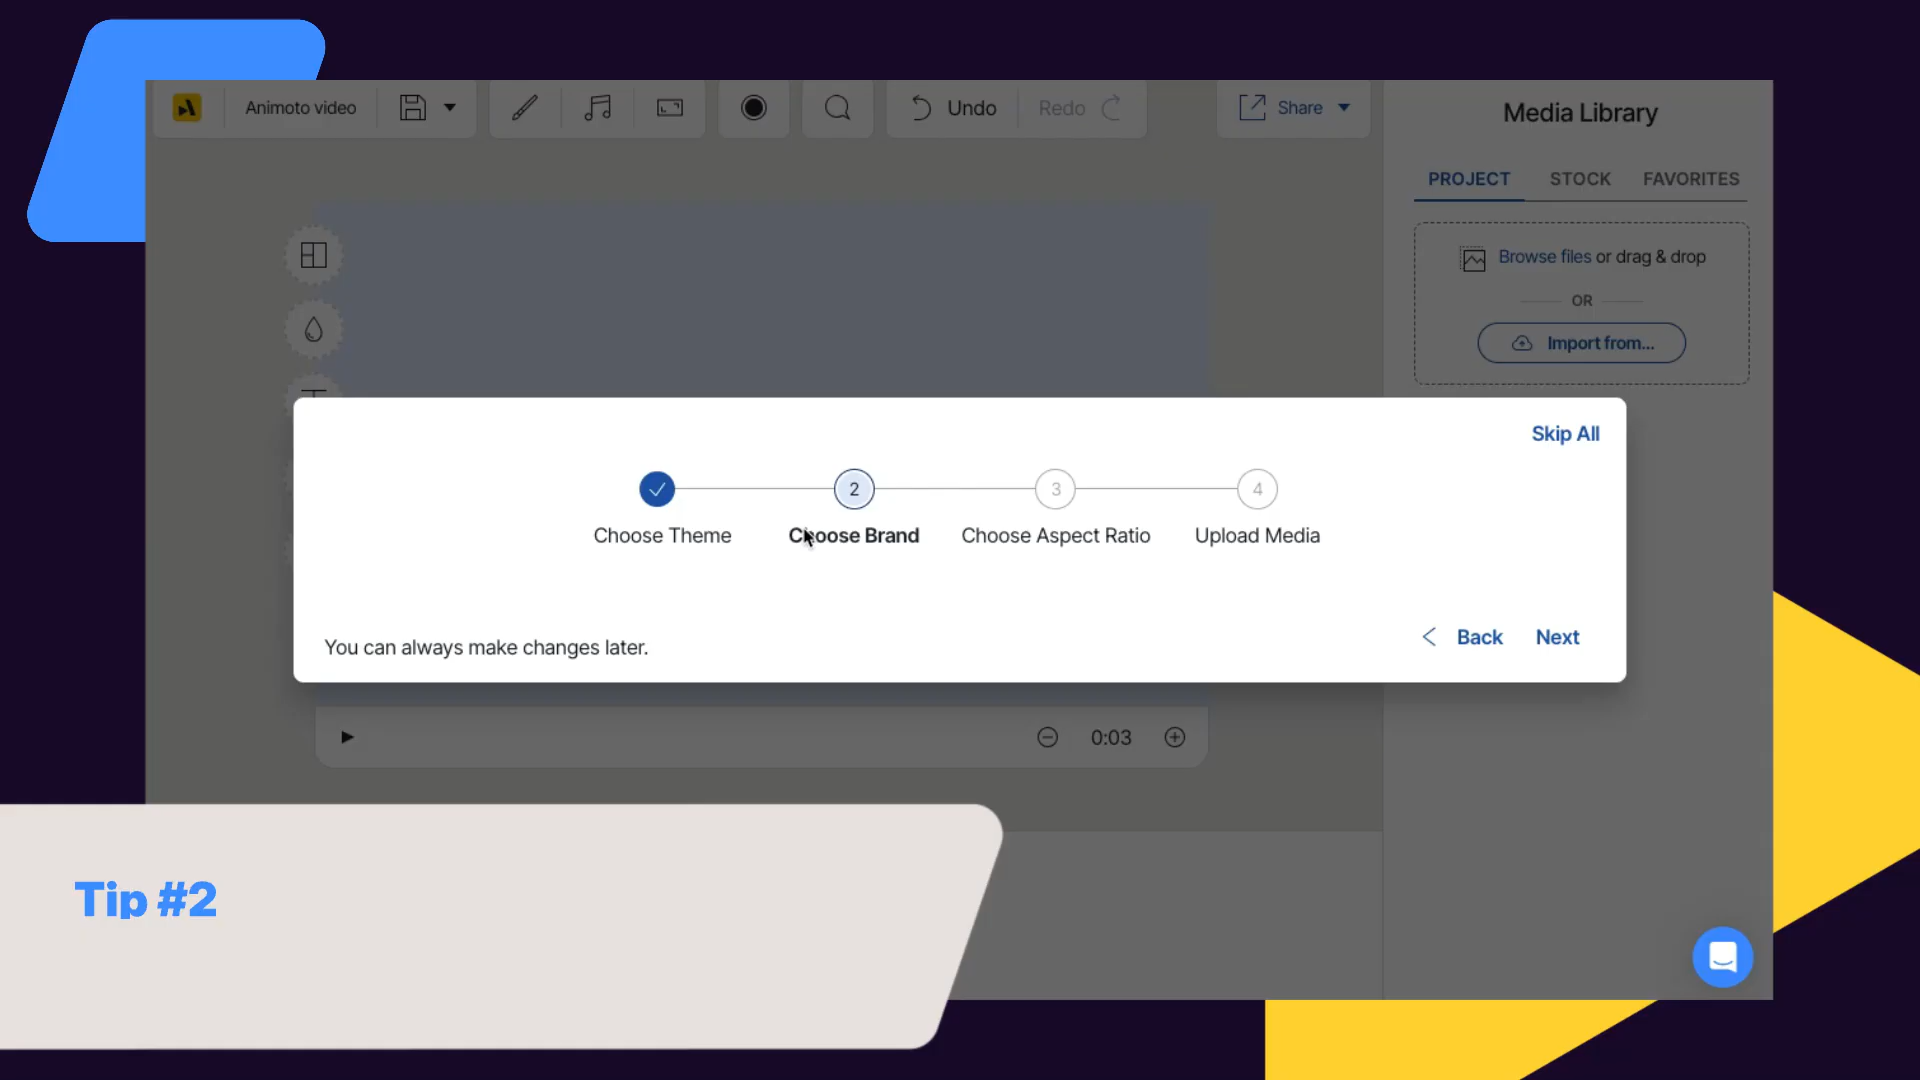 Animoto video
Undo
Redo
Share
Media Library
PROJECT STOCK FAVORITES
Browse files or drag & drop
OR
Import from...
Skip All
2 3 4
Choose Theme Choose Brand Choose Aspect Ratio Upload Media
You can always make changes later.
Back Next
0:03
Tip #2